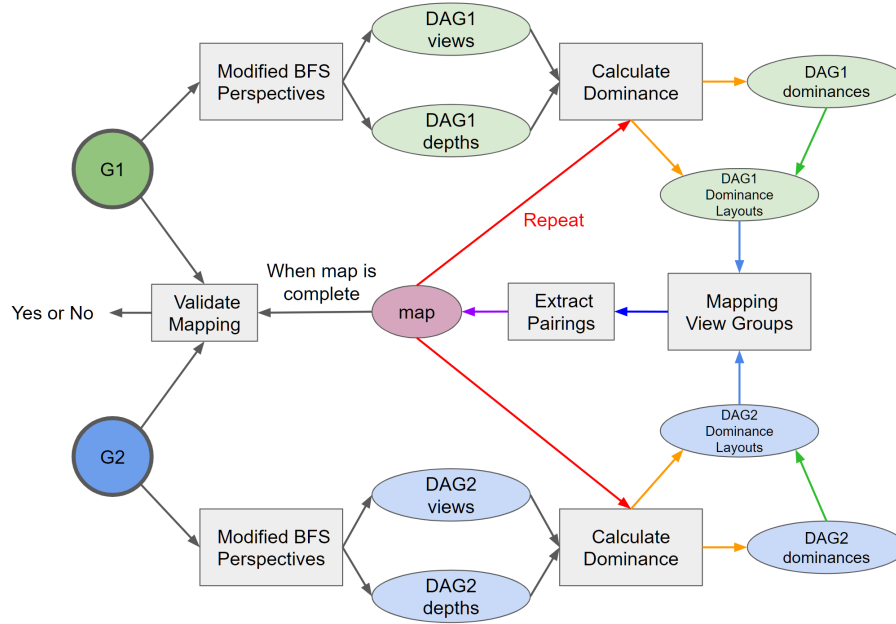 DAG1
views
Modified BFS
Perspectives
Calculate
Dominance
DAG1
dominances
DAG1
depths
G1
DAG1
Dominance
Layouts
Repeat
When map is
complete
Yes or No
Validate
Mapping
map
Extract
Pairings
Mapping
View Groups
DAG2
Dominance
Layouts
G2
DAG2
views
Modified BFS
Perspectives
Calculate
Dominance
DAG2
dominances
DAG2
depths